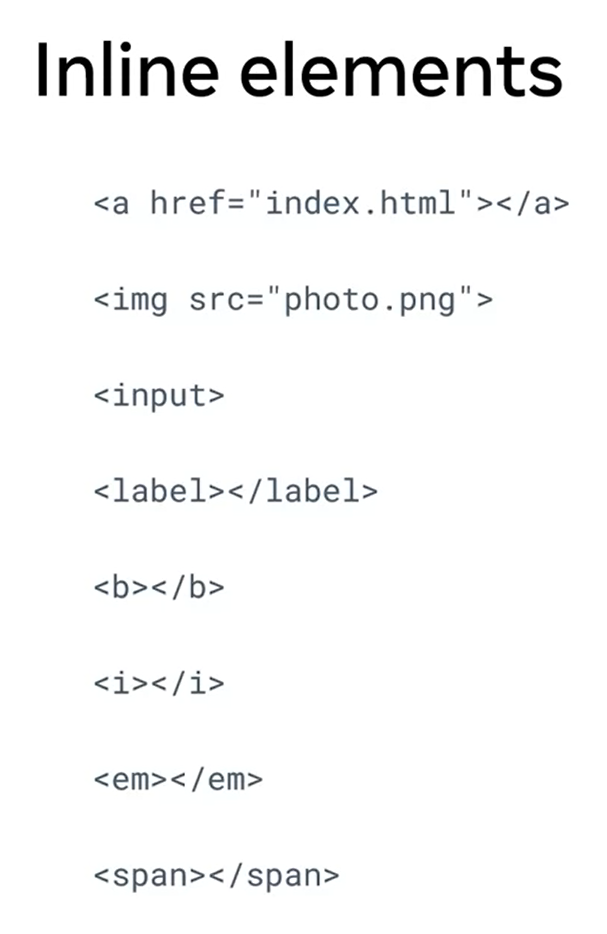 Inline elements
<a href="index.html"></a>
<img src="photo.png">
<input>
<label></label>
<b></b>
<i></i>
<em></em>
<span></span>